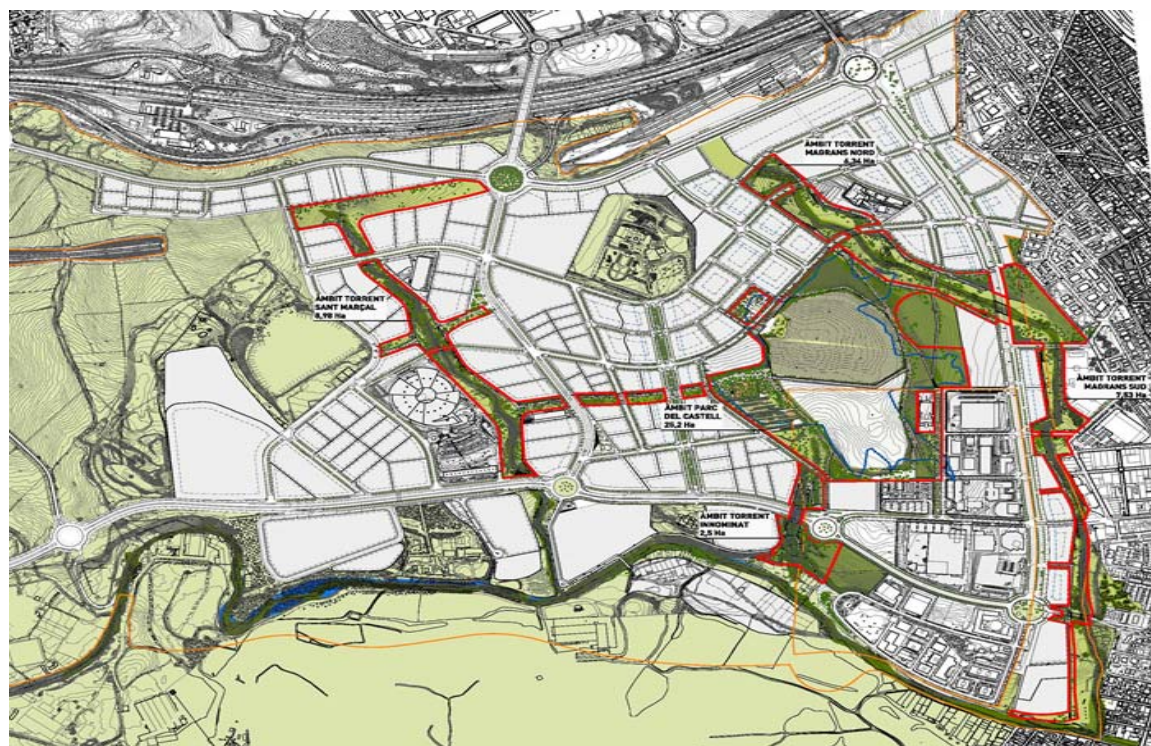 ÀMBIT TORRENT
MAGRANS NORD
6,34 Ha
ÀMBIT TORRENT
SANT MARÇAL
8,98 Ha
ÀMBIT TORRENT
MAGRANS SUD
7,53 Ha
ÀMBIT PARC
DEL CASTELL
25,2 Ha
ÀMBIT TORRENT
INNOMINAT
2,5 Ha